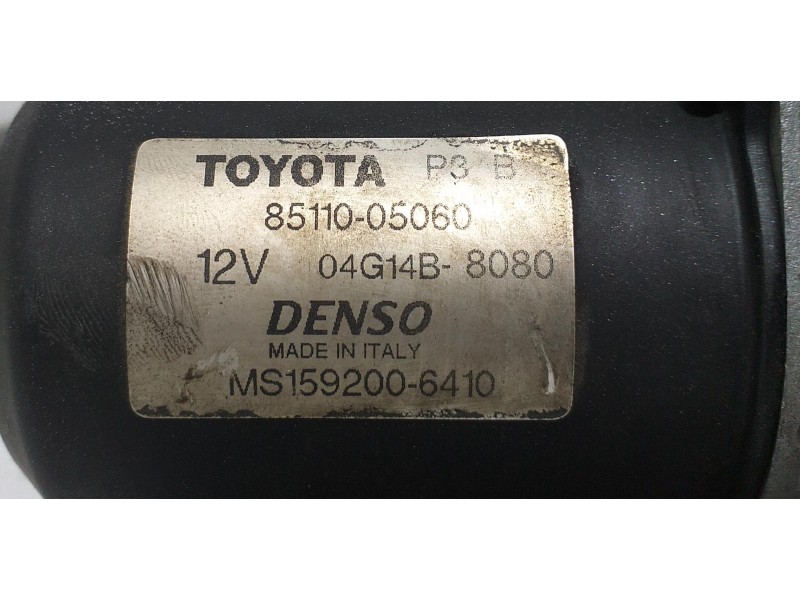 TOYOTA P3 B
85110-05060
12V 04G14B- 8080
DENSO
MADE IN ITALY
MS159200-6410